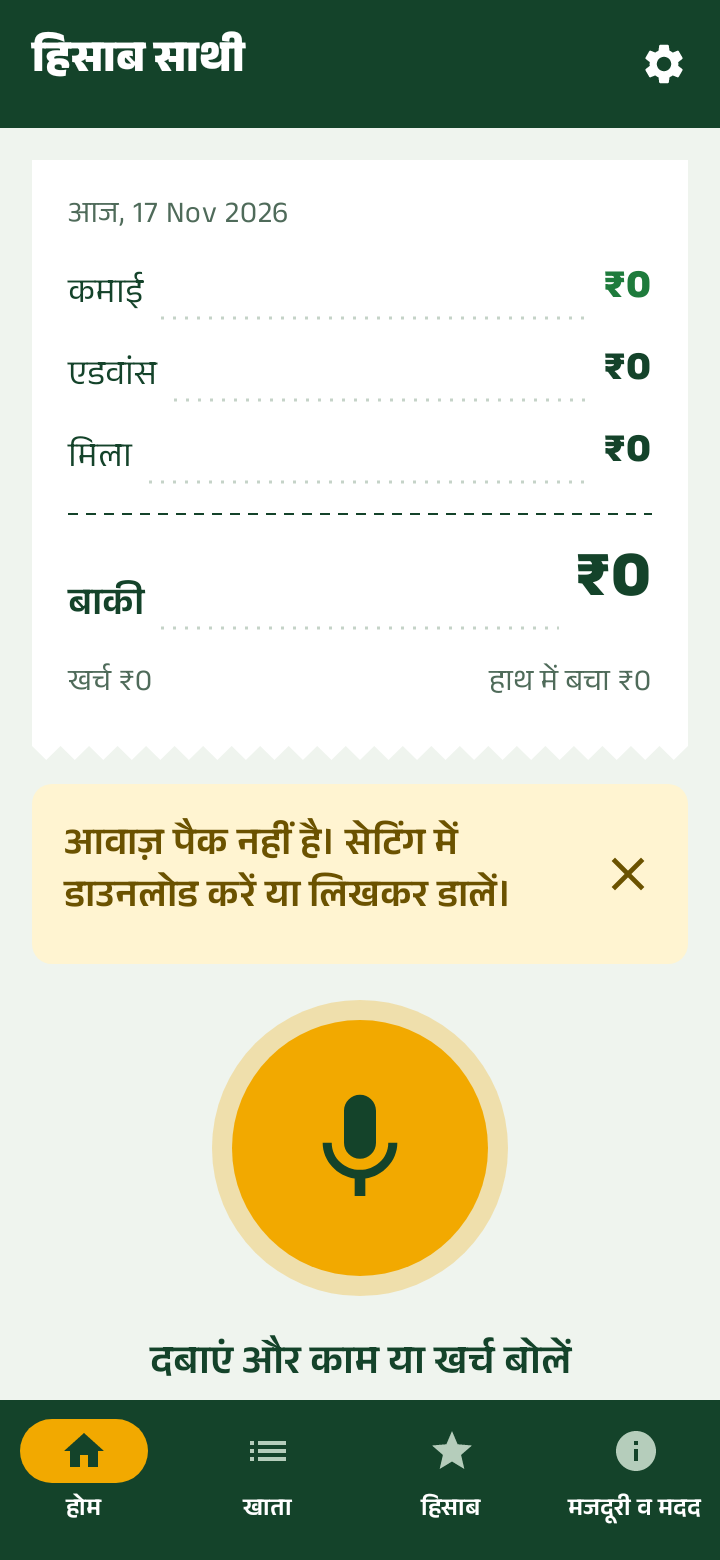 हिसाब साथी
आज, 17 Nov 2026
कमाई ₹0
एडवांस ₹0
मिला ₹0
बाकी ₹0
खर्च ₹0 हाथ में बचा ₹0
आवाज़ पैक नहीं है। सेटिंग में
डाउनलोड करें या लिखकर डालें।
दबाएं और काम या खर्च बोलें
होम खाता हिसाब मजदूरी व मदद